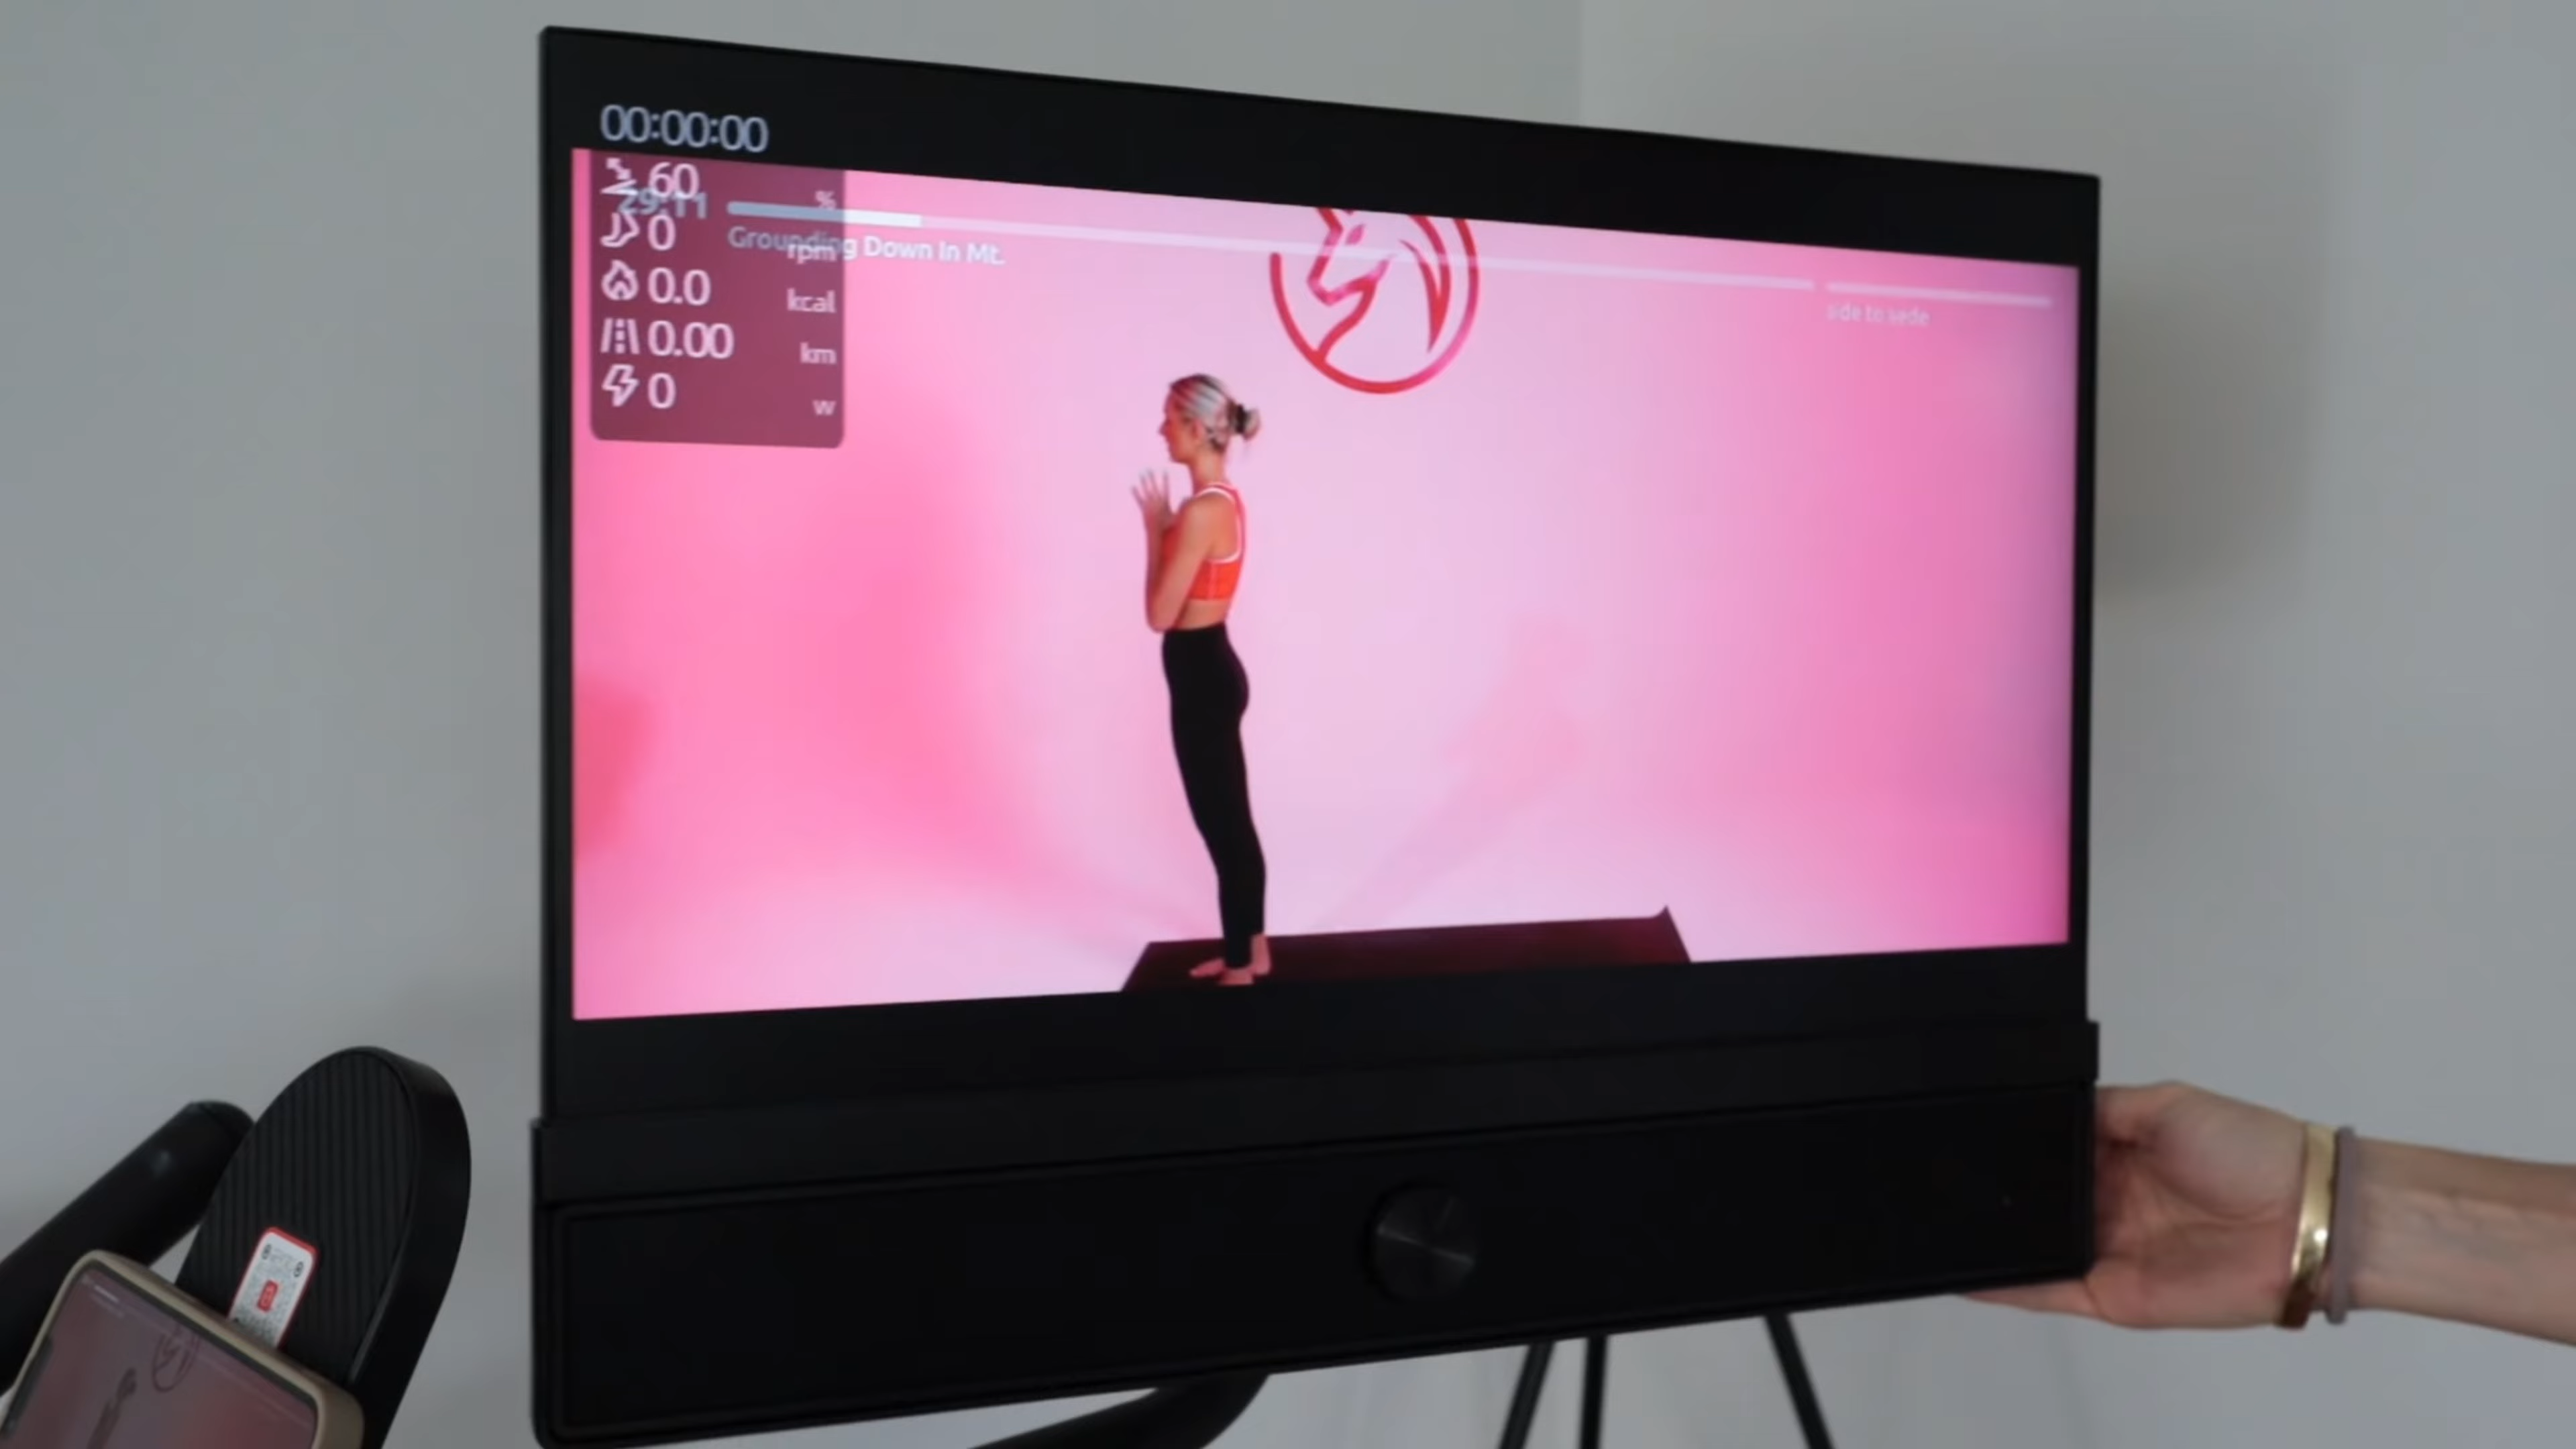 00:00:00
60 %
29:11
0 rpm
Grounding Down In Mt.
0.0 kcal
0.00 km
0 w